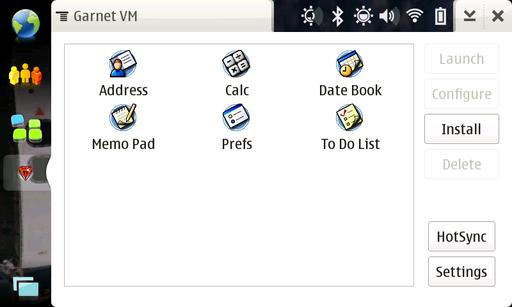 Garnet VM
Address
Calc
Date Book
Memo Pad
Prefs
To Do List
Launch
Configure
Install
Delete
HotSync
Settings